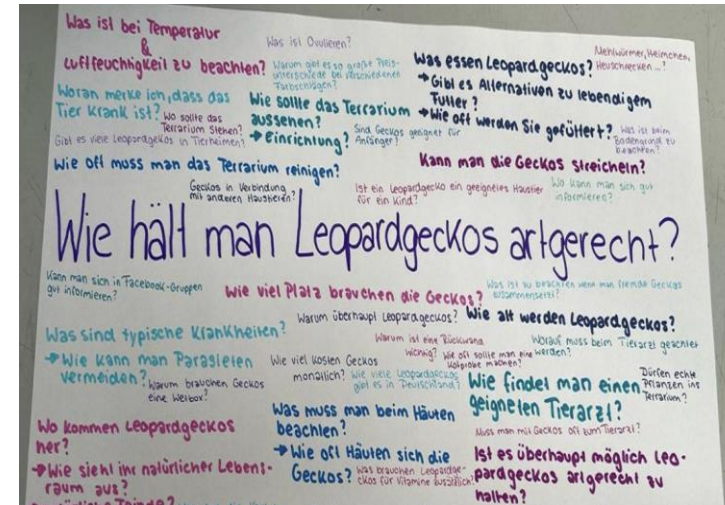 Was ist bei Temperatur
&
Luftfeuchtigkeit zu beachten?
Was ist Ovulieren?
Warum gibt es so große Preis-
unterschiede bei verschiedenen
Farbschlägen?
Was essen Leopardgeckos?
Mehlwürmer, Heimchen,
Heuschrecken ...?
→ Gibt es Alternativen zu lebendigem
Futter?
→ Wie oft werden Sie gefüttert?
Woran merke ich, dass das
Tier krank ist?
Wo sollte das
Terrarium stehen?
Wie sollte das Terrarium
aussehen?
→ Einrichtung?
Sind Geckos geeignet für
Anfänger?
Was ist beim
Bodengrund zu
beachten?
Gibt es viele Leopardgeckos in Tierheimen?
Wie oft muss man das Terrarium reinigen?
Kann man die Geckos streicheln?
Geckos in Verbindung
mit anderen Haustieren?
Ist ein Leopardgecko ein geeignetes Haustier
für ein Kind?
Wo kann man sich gut
informieren?
Wie hält man Leopardgeckos artgerecht?
Kann man sich in Facebook-Gruppen
gut informieren?
Wie viel Platz brauchen die Geckos?
Was ist zu beachten wenn man fremde Geckos
zusammensetzt?
Was sind typische Krankheiten?
→ Wie kann man Parasiten
vermeiden?
Warum überhaupt Leopardgeckos?
Wie alt werden Leopardgeckos?
Warum ist eine Rückwand
wichtig?
Wie oft sollte man eine
Kotprobe machen?
Worauf muss beim Tierarzt geachtet
werden?
Wie viel kosten Geckos
monatlich?
Wie viele Leopardgeckos
gibt es in Deutschland?
Warum brauchen Geckos
eine Wetbox?
Wie findet man einen
geigneten Tierarzt?
Dürfen echte
Pflanzen ins
Terrarium?
Wo kommen Leopardgeckos
her?
→ Wie sieht ihr natürlicher Lebens-
raum aus?
Was muss man beim Häuten
beachten?
→ Wie oft Häuten sich die
Geckos?
Was brauchen Leopardge-
ckos für Vitamine zusätzlich?
Muss man mit Geckos oft zum Tierarzt?
Ist es überhaupt möglich Leo-
pardgeckos artgerecht zu
halten?